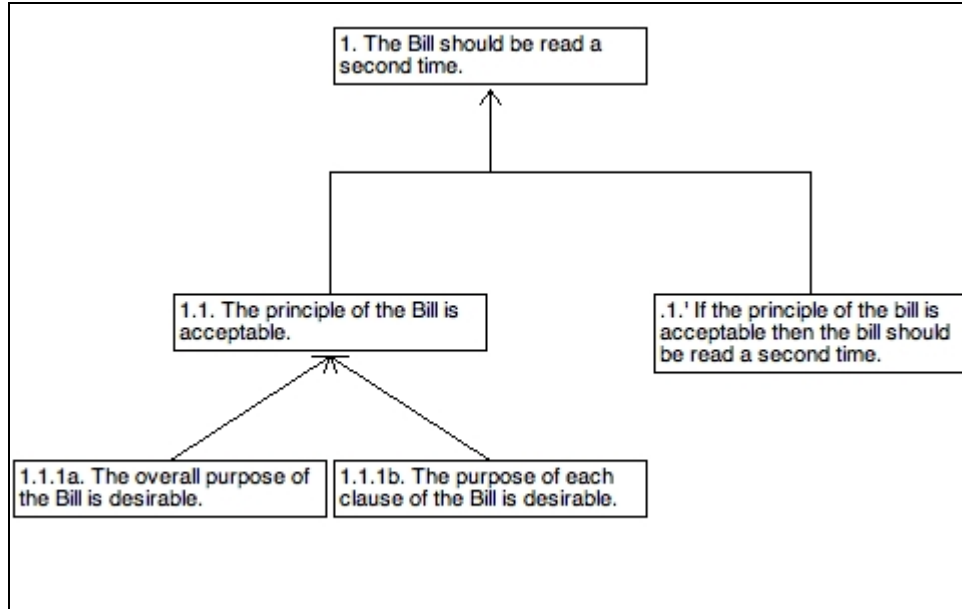 1. The Bill should be read a
second time.
1.1. The principle of the Bill is
acceptable.
.1.' If the principle of the bill is
acceptable then the bill should
be read a second time.
1.1.1a. The overall purpose of
the Bill is desirable.
1.1.1b. The purpose of each
clause of the Bill is desirable.